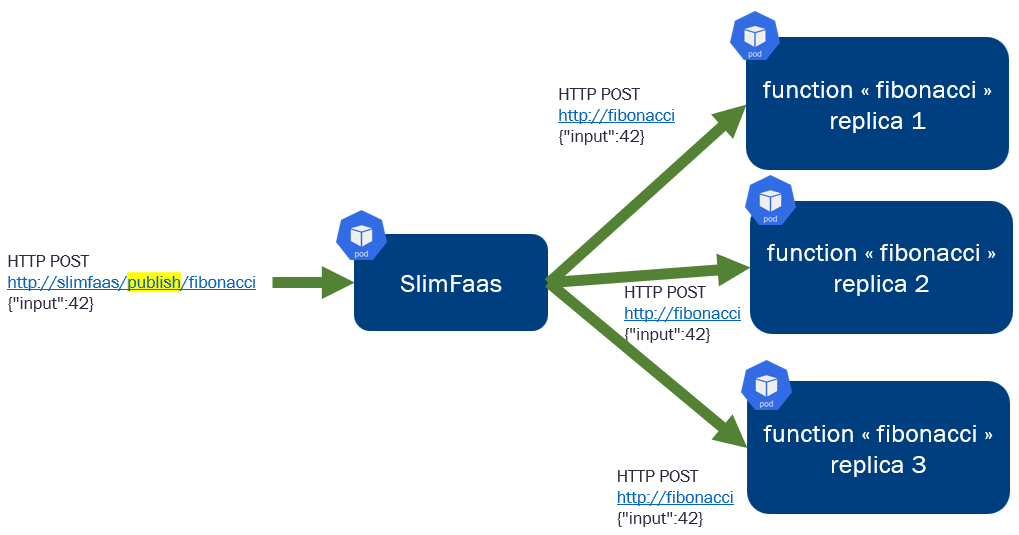 HTTP POST
http://slimfaas/publish/fibonacci
{"input":42}
pod
SlimFaas
HTTP POST
http://fibonacci
{"input":42}
pod
function « fibonacci »
replica 1
HTTP POST
http://fibonacci
{"input":42}
pod
function « fibonacci »
replica 2
HTTP POST
http://fibonacci
{"input":42}
pod
function « fibonacci »
replica 3